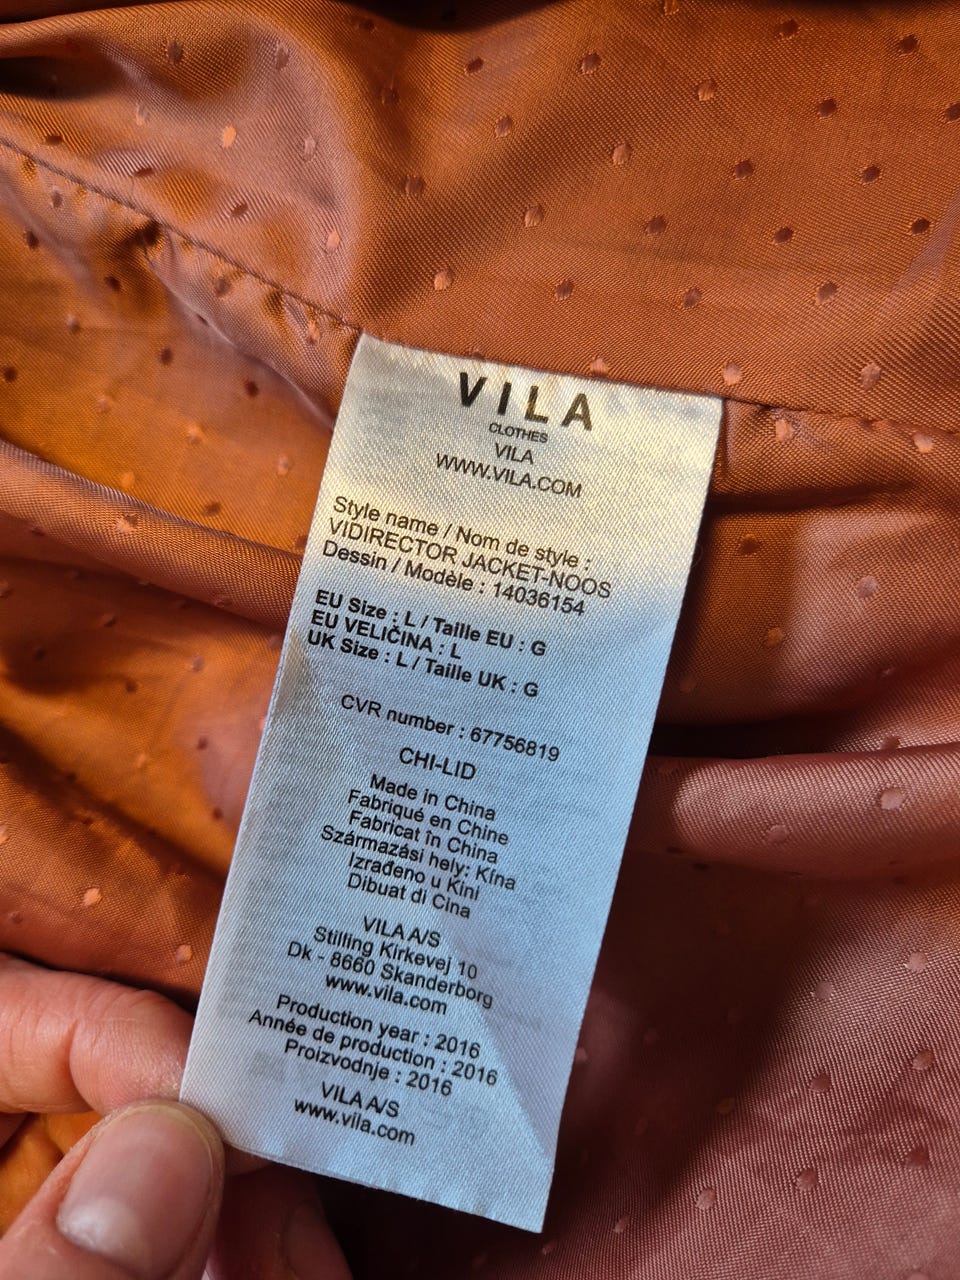 VILA
CLOTHES
VILA
WWW.VILA.COM
Style name / Nom de style :
VIDIRECTOR JACKET-NOOS
Dessin / Modèle : 14036154
EU Size : L / Taille EU : G
EU VELIČINA : L
UK Size : L / Taille UK : G
CVR number : 67756819
CHI-LID
Made in China
Fabriqué en Chine
Fabricat în China
Származási hely: Kína
Izrađeno u Kini
Dibuat di Cina
VILA A/S
Stilling Kirkevej 10
Dk - 8660 Skanderborg
www.vila.com
Production year : 2016
Année de production : 2016
Proizvodnje : 2016
VILA A/S
www.vila.com